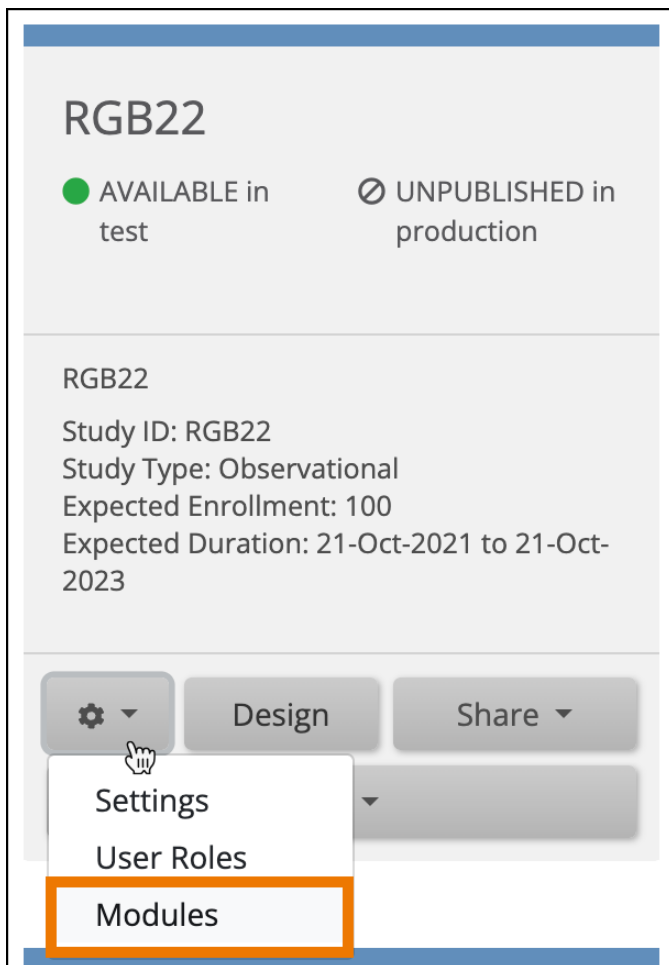 RGB22
AVAILABLE in
test
UNPUBLISHED in
production
RGB22
Study ID: RGB22
Study Type: Observational
Expected Enrollment: 100
Expected Duration: 21-Oct-2021 to 21-Oct-
2023
Design
Share
Settings
User Roles
Modules